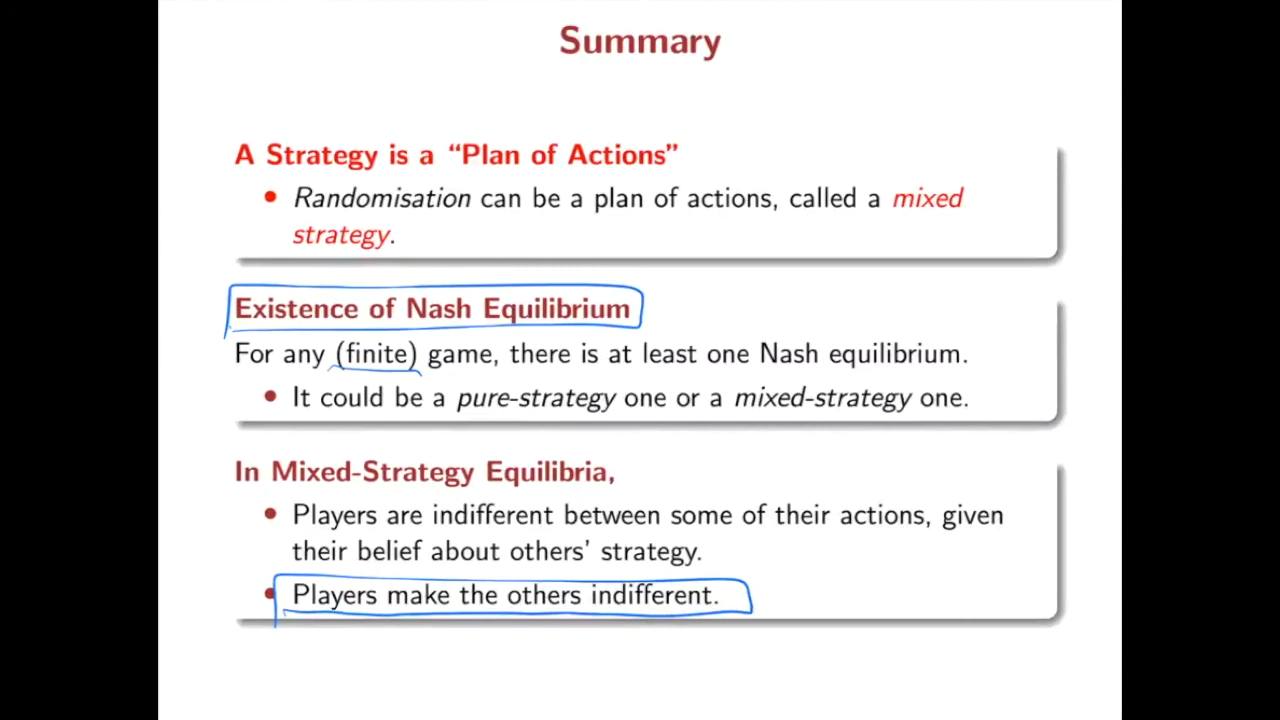 Summary
A Strategy is a “Plan of Actions”
• Randomisation can be a plan of actions, called a mixed
strategy.
Existence of Nash Equilibrium
For any (finite) game, there is at least one Nash equilibrium.
• It could be a pure-strategy one or a mixed-strategy one.
In Mixed-Strategy Equilibria,
• Players are indifferent between some of their actions, given
their belief about others’ strategy.
• Players make the others indifferent.